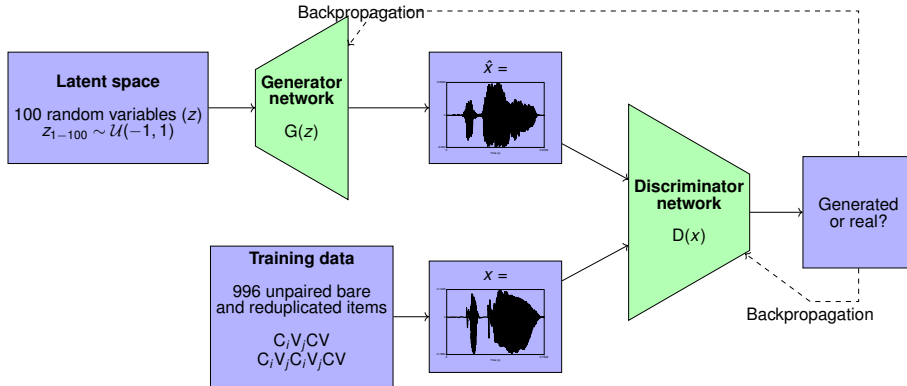 Backpropagation
Latent space
100 random variables (z)
z₁₋₁₀₀ ∼ 𝒰(−1, 1)
Generator
network
G(z)
x̂ =
Discriminator
network
D(x)
Generated
or real?
Training data
996 unpaired bare
and reduplicated items
CᵢVⱼCV
CᵢVⱼCᵢVⱼCV
x =
Backpropagation